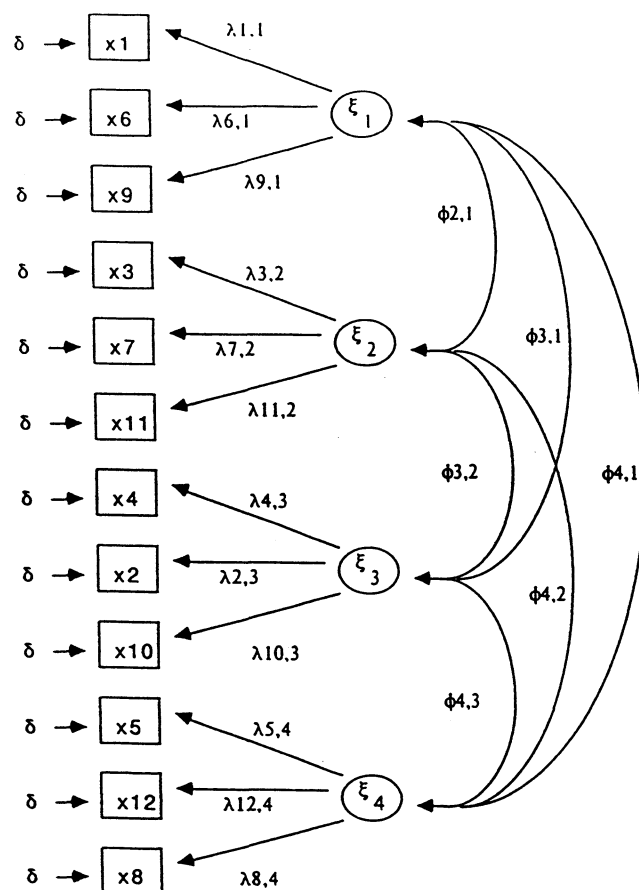 δ x1 λ1,1
δ x6 λ6,1 ξ1
δ x9 λ9,1
ϕ2,1
δ x3 λ3,2
ϕ3,1
δ x7 λ7,2 ξ2
δ x11 λ11,2
ϕ3,2 ϕ4,1
δ x4 λ4,3
δ x2 λ2,3 ξ3
ϕ4,2
δ x10 λ10,3
ϕ4,3
δ x5 λ5,4
δ x12 λ12,4 ξ4
δ x8 λ8,4